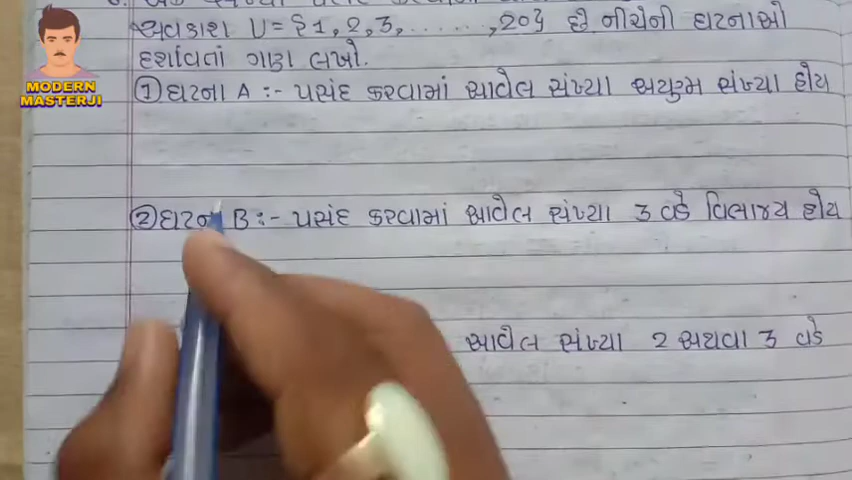 અવકાશ U = {1, 2, 3, ......., 20} હોય નીચેની ઘટનાઓ
દર્શાવતાં ગણ લખો.
① ઘટના A :- પસંદ કરવામાં આવેલ સંખ્યા અયુગ્મ સંખ્યા હોય
② ઘટના B :- પસંદ કરવામાં આવેલ સંખ્યા 3 વડે વિભાજ્ય હોય
આવેલ સંખ્યા 2 અથવા 3 વડે
MODERN
MASTERJI